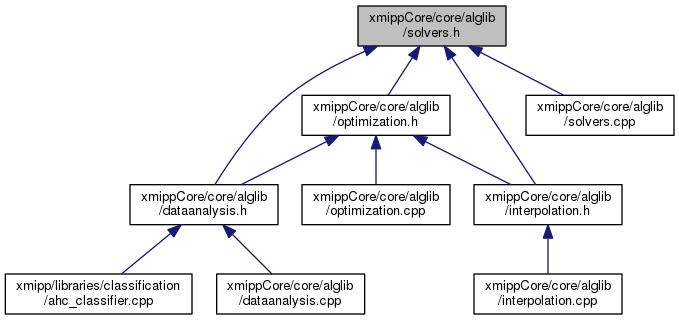 xmippCore/core/alglib
/solvers.h
xmippCore/core/alglib
/optimization.h
xmippCore/core/alglib
/solvers.cpp
xmippCore/core/alglib
/dataanalysis.h
xmippCore/core/alglib
/optimization.cpp
xmippCore/core/alglib
/interpolation.h
xmipp/libraries/classification
/ahc_classifier.cpp
xmippCore/core/alglib
/dataanalysis.cpp
xmippCore/core/alglib
/interpolation.cpp